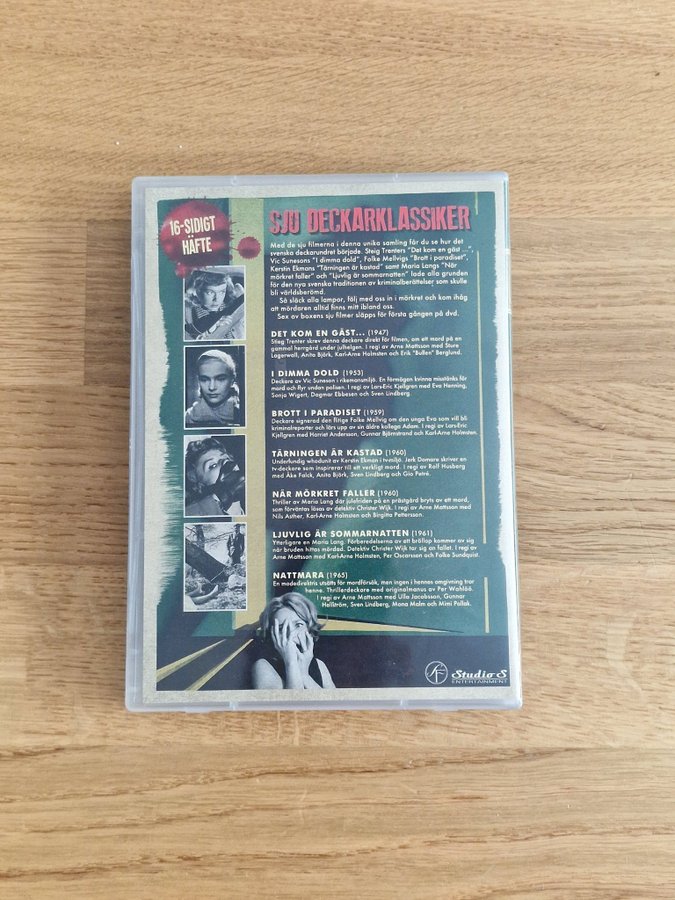 16-SIDIGT
HÄFTE
SJU DECKARKLASSIKER
Med de sju filmerna i denna unika samling får du se hur det
svenska deckarundret började. Steig Trenters "Det kom en gäst ...",
Vic Sunesons "I dimma dold", Folke Mellvigs "Brott i paradiset",
Kerstin Ekmans "Tärningen är kastad" samt Maria Langs "När
mörkret faller" och "Ljuvlig är sommarnatten" lade alla grunden
för den nya svenska traditionen av kriminalberättelser som skulle
bli världsberömd.
Så släck alla lampor, följ med oss in i mörkret och kom ihåg
att mördaren alltid finns mitt ibland oss.
Sex av boxens sju filmer släpps för första gången på dvd.
DET KOM EN GÄST... (1947)
Stieg Trenter skrev denna deckare direkt för filmen, om ett mord på en
gammal herrgård under julhelgen. I regi av Arne Mattsson med Sture
Lagerwall, Anita Björk, Karl-Arne Holmsten och Erik "Bullen" Berglund.
I DIMMA DOLD (1953)
Deckare av Vic Suneson i rikemansmiljö. En förmögen kvinna misstänks för
mord och flyr undan polisen. I regi av Lars-Eric Kjellgren med Eva Henning,
Sonja Wigert, Dagmar Ebbesen och Sven Lindberg.
BROTT I PARADISET (1959)
Deckare signerad den flitige Folke Mellvig om den unga Eva som vill bli
kriminalreporter och lärs upp av sin äldre kollega Adam. I regi av Lars-Eric
Kjellgren med Harriet Andersson, Gunnar Björnstrand och Karl-Arne Holmsten.
TÄRNINGEN ÄR KASTAD (1960)
Underfundig whodunit av Kerstin Ekman i tv-miljö. Jerk Domare skriver en
tv-deckare som inspirerar till ett verkligt mord. I regi av Rolf Husberg
med Åke Falck, Anita Björk, Sven Lindberg och Gio Petré.
NÄR MÖRKRET FALLER (1960)
Thriller av Maria Lang där julefriden på en prästgård bryts av ett mord,
som förväntas lösas av detektiv Christer Wijk. I regi av Arne Mattsson med
Nils Asther, Karl-Arne Holmsten och Birgitta Pettersson.
LJUVLIG ÄR SOMMARNATTEN (1961)
Ytterligare en Maria Lang. Förberedelserna av ett bröllop kommer av sig
när bruden hittas mördad. Detektiv Christer Wijk tar sig an fallet. I regi av
Arne Mattsson med Karl-Arne Holmsten, Per Oscarsson och Folke Sundquist.
NATTMARA (1965)
En modedirektris utsätts för mordförsök, men ingen i hennes omgivning tror
henne. Thrillerdeckare med originalmanus av Per Wahlöö.
I regi av Arne Mattsson med Ulla Jacobsson, Gunnar
Hellström, Sven Lindberg, Mona Malm och Mimi Pollak.
SF
Studio S
ENTERTAINMENT